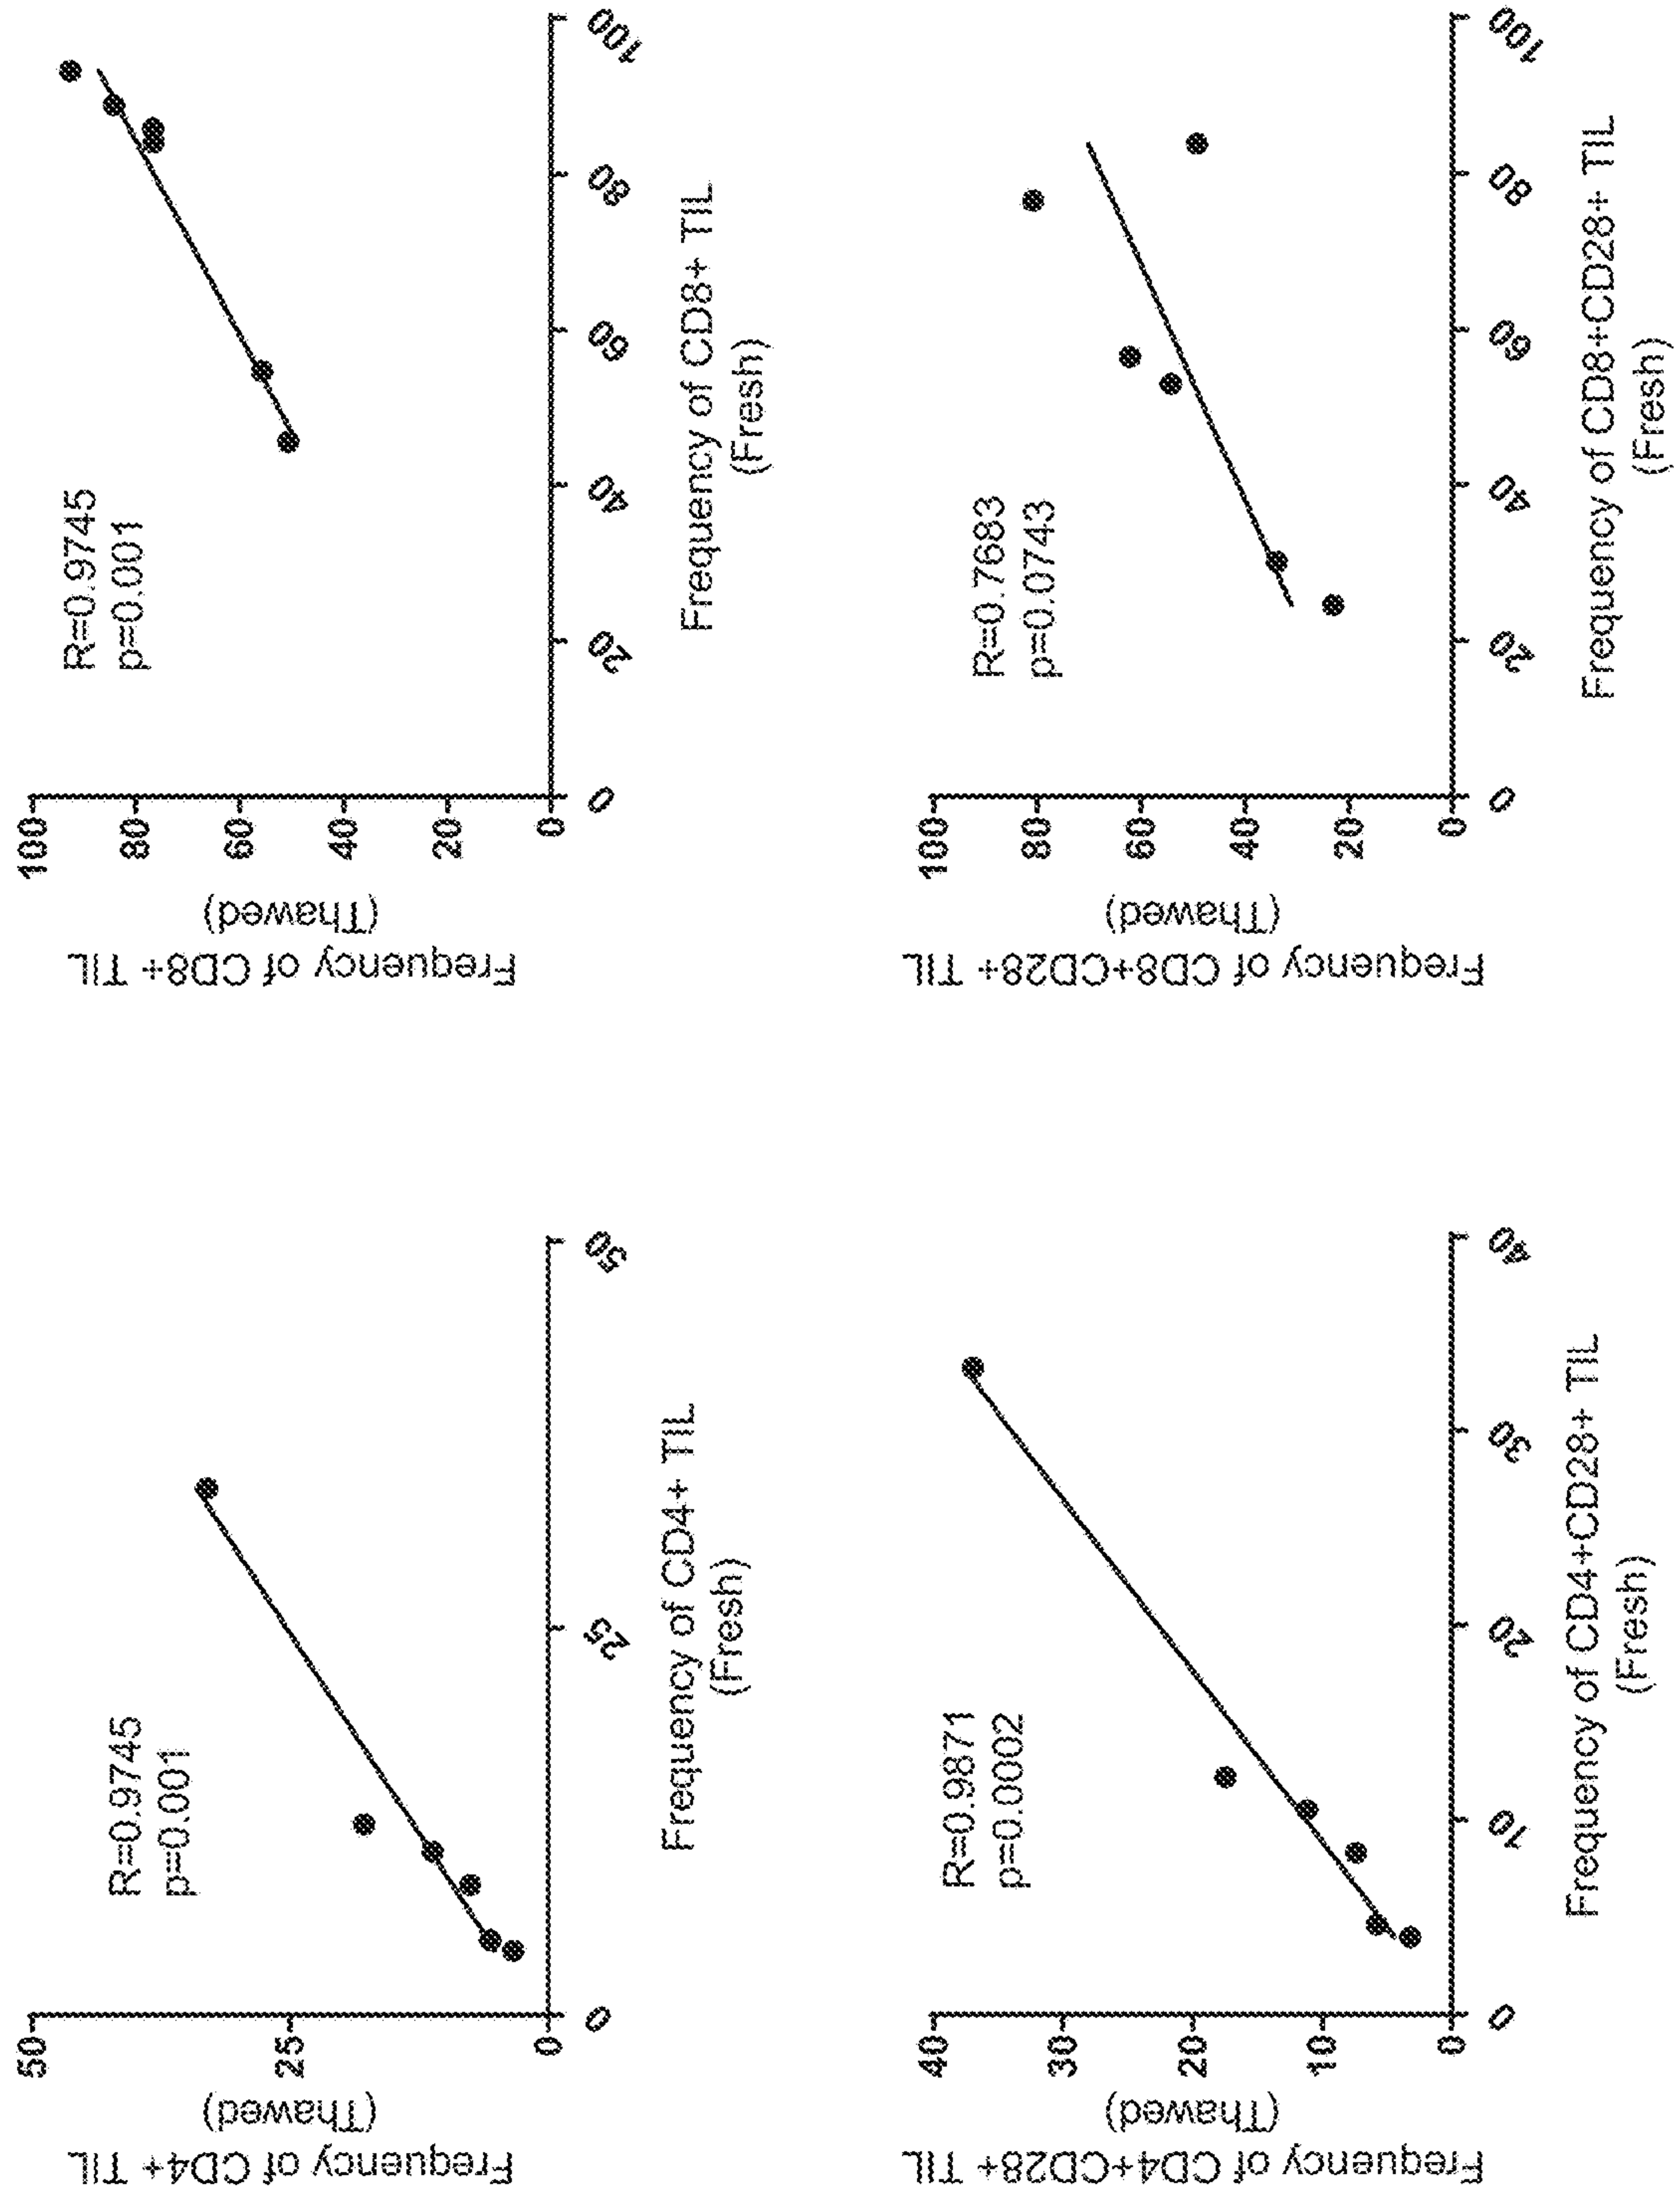 R=0.9745
p=0.001
50
25
0
Frequency of CD4+ TIL
(Thawed)
0
25
50
Frequency of CD4+ TIL
(Fresh)
R=0.9745
p=0.001
100
80
60
40
20
0
Frequency of CD8+ TIL
(Thawed)
0
20
40
60
80
100
Frequency of CD8+ TIL
(Fresh)
R=0.9871
p=0.0002
40
30
20
10
0
Frequency of CD4+CD28+ TIL
(Thawed)
0
10
20
30
40
Frequency of CD4+CD28+ TIL
(Fresh)
R=0.7683
p=0.0743
100
80
60
40
20
0
Frequency of CD8+CD28+ TIL
(Thawed)
0
20
40
60
80
100
Frequency of CD8+CD28+ TIL
(Fresh)